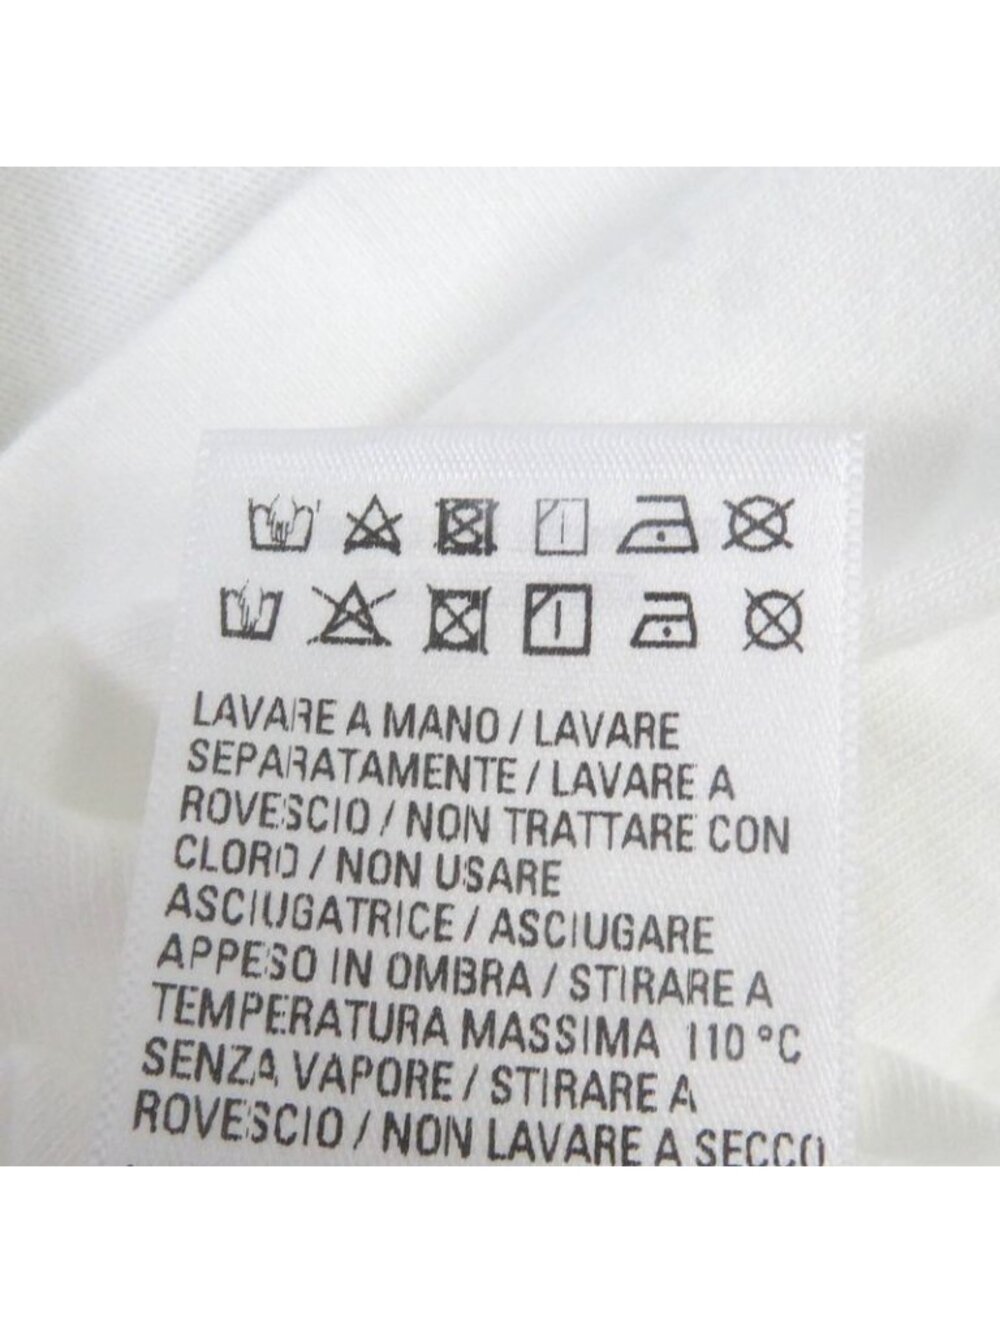 LAVARE A MANO / LAVARE
SEPARATAMENTE / LAVARE A
ROVESCIO / NON TRATTARE CON
CLORO / NON USARE
ASCIUGATRICE / ASCIUGARE
APPESO IN OMBRA / STIRARE A
TEMPERATURA MASSIMA 110 °C
SENZA VAPORE / STIRARE A
ROVESCIO / NON LAVARE A SECCO